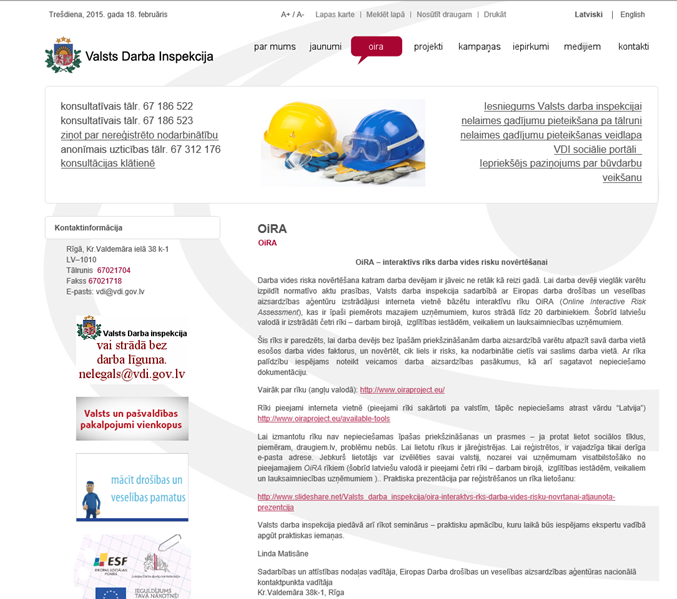 Trešdiena, 2015. gada 18. februāris
A+ / A- Lapas karte | Meklēt lapā | Nosūtīt draugam | Drukāt
Latviski | English
Valsts Darba Inspekcija
par mums jaunumi oira projekti kampaņas iepirkumi medijiem kontakti
konsultatīvais tālr. 67 186 522
konsultatīvais tālr. 67 186 523
ziņot par nereģistrēto nodarbinātību
anonīmais uzticības tālr. 67 312 176
konsultācijas klātienē
Iesniegums Valsts darba inspekcijai
nelaimes gadījumu pieteikšana pa tālruni
nelaimes gadījumu pieteikšanas veidlapa
VDI sociālie portāli
Iepriekšējs paziņojums par būvdarbu
veikšanu
Kontaktinformācija
Rīgā, Kr.Valdemāra ielā 38 k-1
LV–1010
Tālrunis 67021704
Fakss 67021718
E-pasts: vdi@vdi.gov.lv
Valsts Darba inspekcija
vai strādā bez
darba līguma.
nelegals@vdi.gov.lv
Valsts un pašvaldības
pakalpojumi vienkopus
mācit drošības un
veselības pamatus
ESF
EIROPAS SOCIĀLAIS
FONDS
IEGULDĪJUMS
TAVĀ NĀKOTNĒ
OiRA
OiRA
OiRA – interaktīvs rīks darba vides risku novērtēšanai
Darba vides riska novērtēšana katram darba devējam ir jāveic ne retāk kā reizi gadā. Lai darba devēji vieglāk varētu
izpildīt normatīvo aktu prasības, Valsts darba inspekcija sadarbībā ar Eiropas darba drošības un veselības
aizsardzības aģentūru izstrādājusi interneta vietnē bāzētu interaktīvu rīku OiRA (Online Interactive Risk
Assessment), kas ir īpaši piemērots mazajiem uzņēmumiem, kuros strādā līdz 20 darbiniekiem. Šobrīd latviešu
valodā ir izstrādāti četri rīki – darbam birojā, izglītības iestādēm, veikaliem un lauksaimniecības uzņēmumiem.
Šis rīks ir paredzēts, lai darba devējs bez īpašām priekšzināšanām darba aizsardzībā varētu atpazīt savā darba vietā
esošos darba vides faktorus, un novērtēt, cik liels ir risks, ka nodarbinātie cietīs vai saslims darba vietā. Ar rīka
palīdzību iespējams noteikt veicamos darba aizsardzības pasākumus, kā arī sagatavot nepieciešamo
dokumentāciju.
Vairāk par rīku (angļu valodā): http://www.oiraproject.eu/
Rīki pieejami interneta vietnē (pieejami rīki sakārtoti pa valstīm, tāpēc nepieciešams atrast vārdu “Latvija”)
http://www.oiraproject.eu/available-tools
Lai izmantotu rīku nav nepieciešamas īpašas priekšzināšanas un prasmes – ja protat lietot sociālos tīklus,
piemēram, draugiem.lv, problēmu nebūs. Lai lietotu rīkus ir jāreģistrējas. Lai reģistrētos, ir vajadzīga tikai derīga
e-pasta adrese. Jebkurš lietotājs var izvēlēties savai valstij, nozarei vai uzņēmumam visatbilstošāko no
pieejamajiem OiRA rīkiem (šobrīd latviešu valodā ir pieejami četri rīki – darbam birojā, izglītības iestādēm, veikaliem
un lauksaimniecības uzņēmumiem ).. Praktiska prezentācija par reģistrēšanos un rīka lietošanu:
http://www.slideshare.net/Valsts_darba_inspekcija/oira-interaktvs-rks-darba-vides-risku-novrtanai-atjaunota-
prezentcija
Valsts darba inspekcija piedāvā arī rīkot semināru – praktisku apmācību, kuru laikā būs iespējams ekspertu vadībā
apgūt praktiskas iemaņas.
Linda Matisāne
Sadarbības un attīstības nodaļas vadītāja, Eiropas Darba drošības un veselības aizsardzības aģentūras nacionālā
kontaktpunkta vadītāja
Kr.Valdemāra 38k-1, Rīga